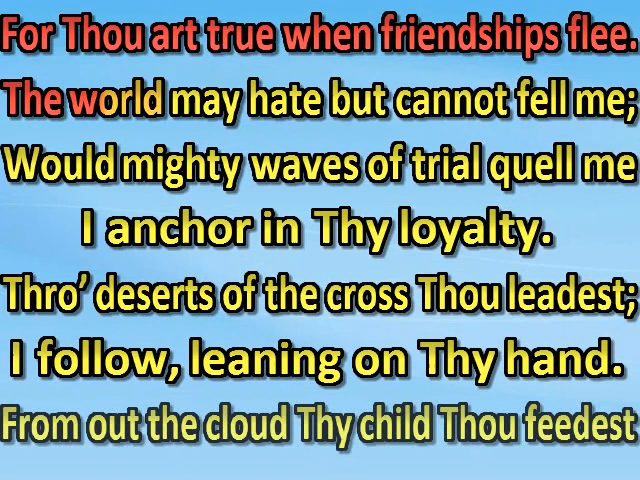 For Thou art true when friendships flee.
The world may hate but cannot fell me;
Would mighty waves of trial quell me
I anchor in Thy loyalty.
Thro’ deserts of the cross Thou leadest;
I follow, leaning on Thy hand.
From out the cloud Thy child Thou feedest